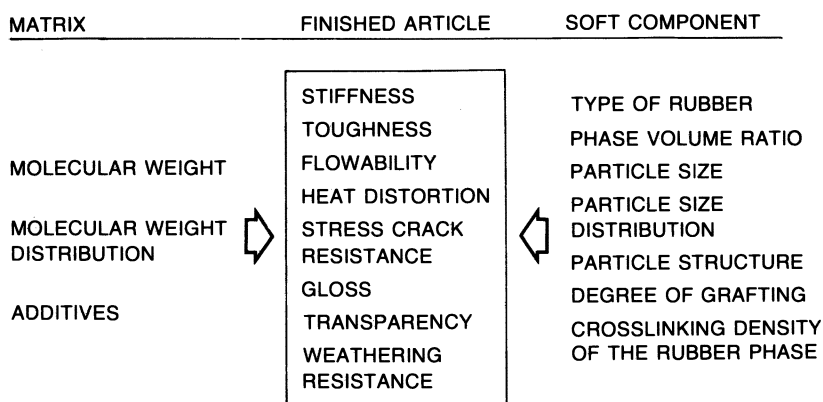 MATRIX
FINISHED ARTICLE
SOFT COMPONENT
MOLECULAR WEIGHT
MOLECULAR WEIGHT
DISTRIBUTION
ADDITIVES
STIFFNESS
TOUGHNESS
FLOWABILITY
HEAT DISTORTION
STRESS CRACK
RESISTANCE
GLOSS
TRANSPARENCY
WEATHERING
RESISTANCE
TYPE OF RUBBER
PHASE VOLUME RATIO
PARTICLE SIZE
PARTICLE SIZE
DISTRIBUTION
PARTICLE STRUCTURE
DEGREE OF GRAFTING
CROSSLINKING DENSITY
OF THE RUBBER PHASE